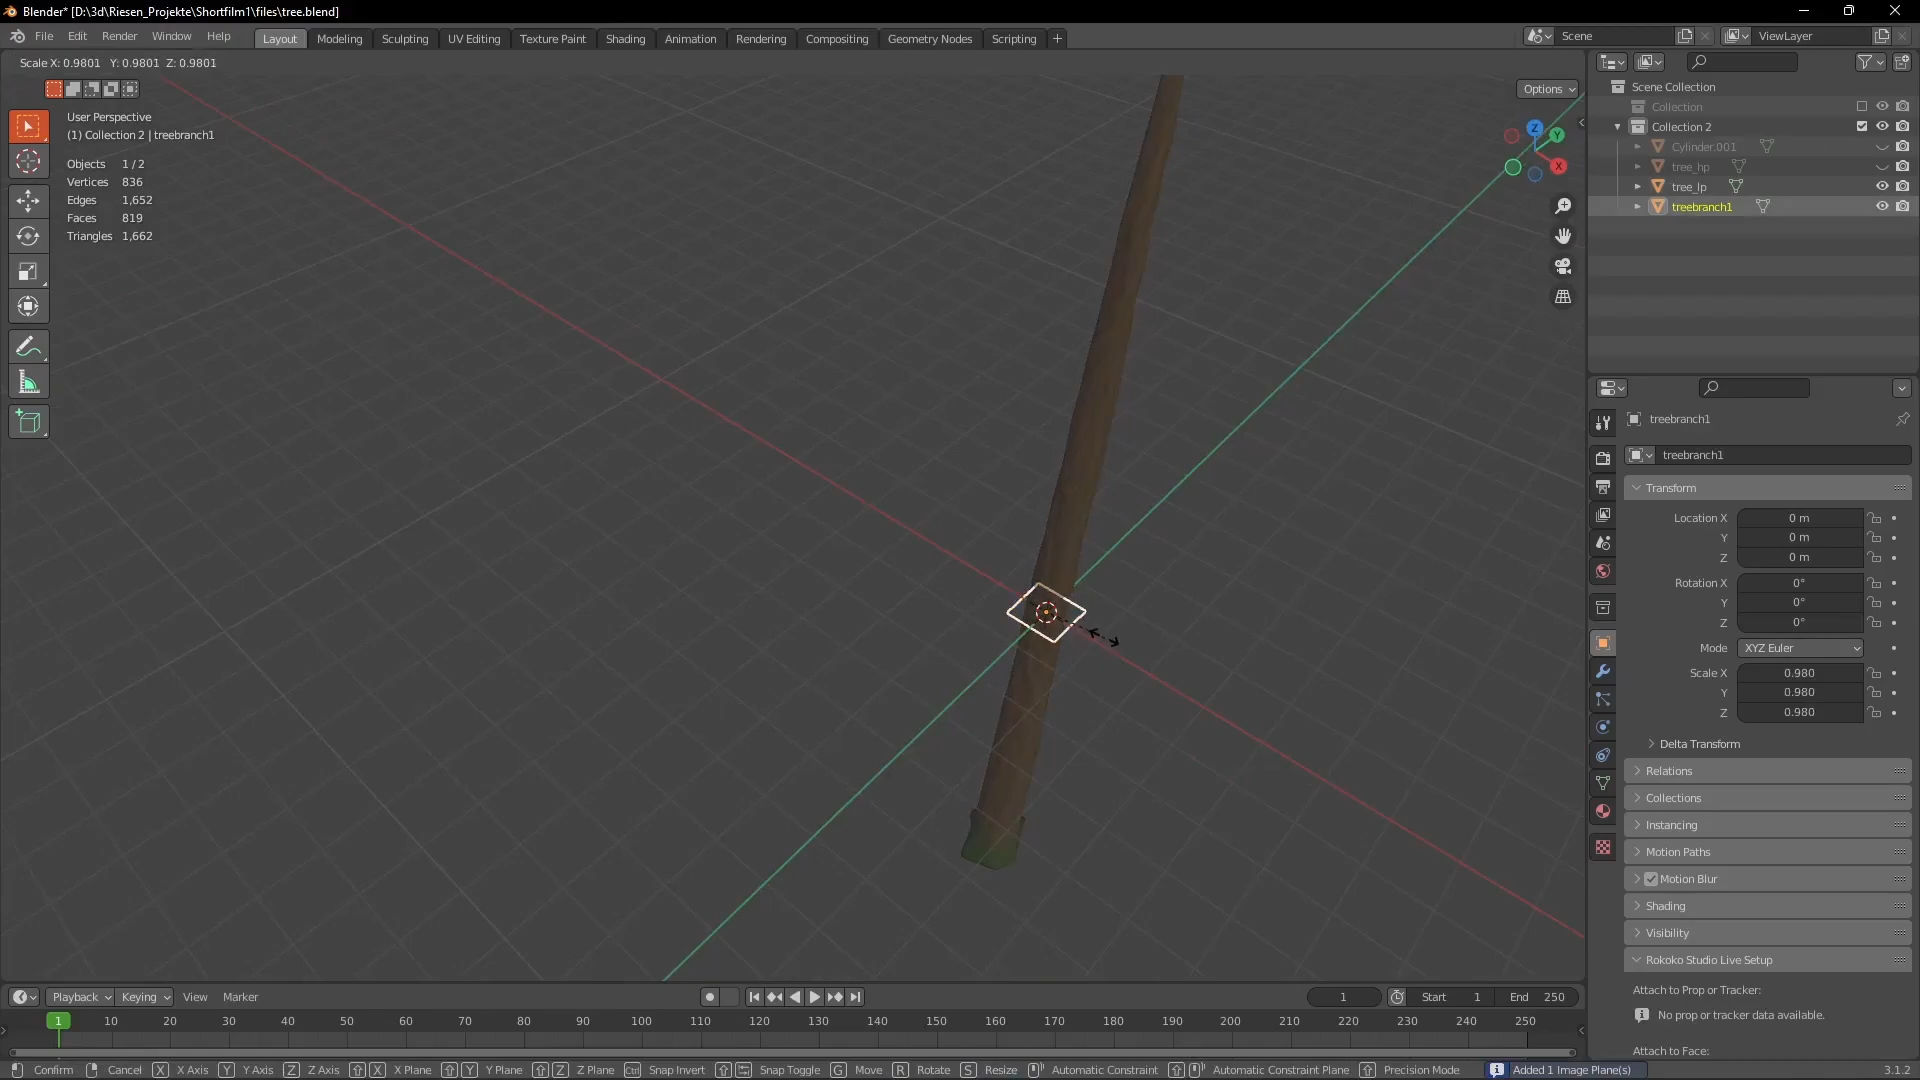 Blender* [D:\3d\Riesen_Projekte\Shortfilm1\files\tree.blend]
File Edit Render Window Help Layout Modeling Sculpting UV Editing Texture Paint Shading Animation Rendering Compositing Geometry Nodes Scripting + Scene ViewLayer
Scale X: 0.9801 Y: 0.9801 Z: 0.9801
Options
User Perspective
(1) Collection 2 | treebranch1
Objects 1 / 2
Vertices 836
Edges 1,652
Faces 819
Triangles 1,662
Z
Y
X
Scene Collection
Collection
Collection 2
Cylinder.001
tree_hp
tree_lp
treebranch1
treebranch1
treebranch1
Transform
Location X 0 m
Y 0 m
Z 0 m
Rotation X 0°
Y 0°
Z 0°
Mode XYZ Euler
Scale X 0.980
Y 0.980
Z 0.980
Delta Transform
Relations
Collections
Instancing
Motion Paths
Motion Blur
Shading
Visibility
Rokoko Studio Live Setup
Attach to Prop or Tracker:
No prop or tracker data available.
Attach to Face:
Playback Keying View Marker 1 Start 1 End 250
1 10 20 30 40 50 60 70 80 90 100 110 120 130 140 150 160 170 180 190 200 210 220 230 240 250
Confirm Cancel X X Axis Y Y Axis Z Z Axis X X Plane Y Y Plane Z Z Plane Ctrl Snap Invert Snap Toggle G Move R Rotate S Resize Automatic Constraint Automatic Constraint Plane Precision Mode Added 1 Image Plane(s) 3.1.2